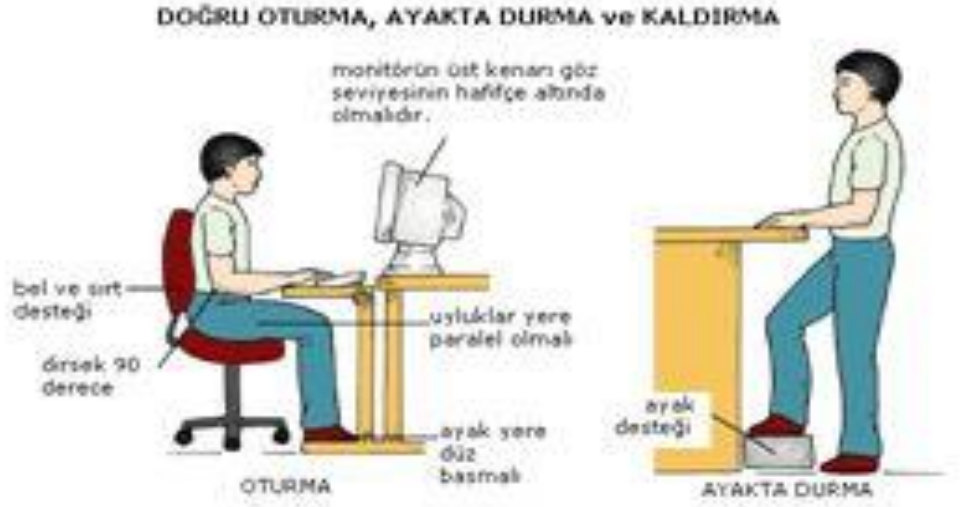 DOĞRU OTURMA, AYAKTA DURMA ve KALDIRMA
monitörün üst kenarı göz
seviyesinin hafifçe altında
olmalıdır.
bel ve sırt
desteği
uyluklar yere
paralel olmalı
dirsek 90
derece
ayak yere
düz
basmalı
ayak
desteği
OTURMA
AYAKTA DURMA